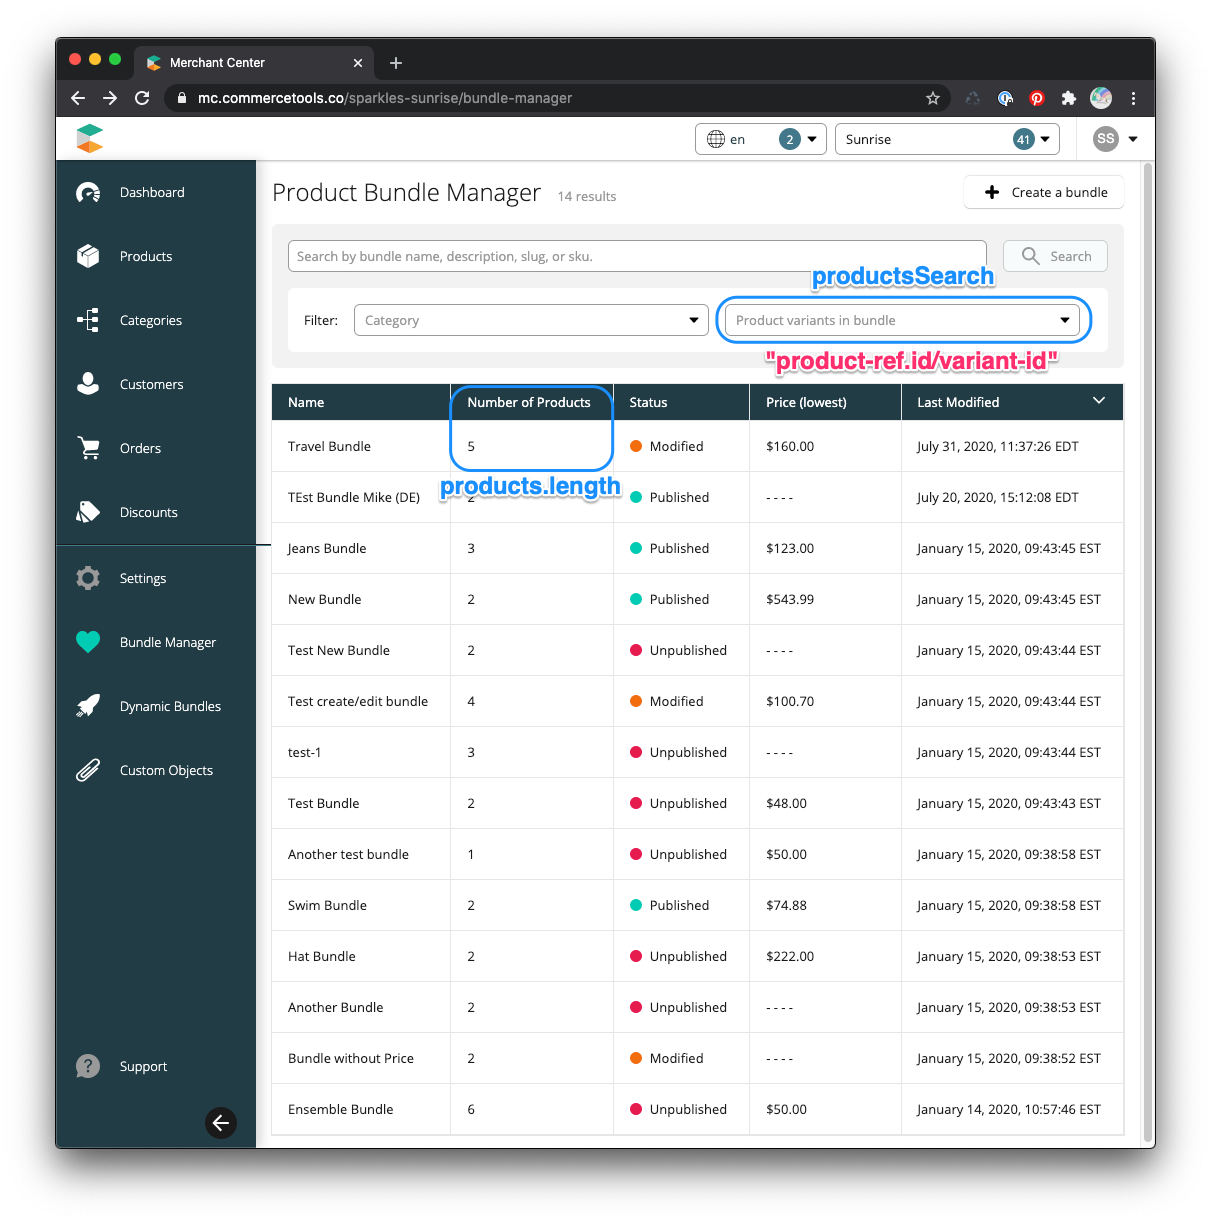 Merchant Center
mc.commercetools.co/sparkles-sunrise/bundle-manager
en 2 Sunrise 41 SS
Dashboard
Products
Categories
Customers
Orders
Discounts
Settings
Bundle Manager
Dynamic Bundles
Custom Objects
? Support
Product Bundle Manager 14 results Create a bundle
Search by bundle name, description, slug, or sku. Search
productsSearch
Filter: Category Product variants in bundle
"product-ref.id/variant-id"
Name Number of Products Status Price (lowest) Last Modified
Travel Bundle 5 Modified $160.00 July 31, 2020, 11:37:26 EDT
products.length
TEst Bundle Mike (DE) 2 Published - - - - July 20, 2020, 15:12:08 EDT
Jeans Bundle 3 Published $123.00 January 15, 2020, 09:43:45 EST
New Bundle 2 Published $543.99 January 15, 2020, 09:43:45 EST
Test New Bundle 2 Unpublished - - - - January 15, 2020, 09:43:44 EST
Test create/edit bundle 4 Modified $100.70 January 15, 2020, 09:43:44 EST
test-1 3 Unpublished - - - - January 15, 2020, 09:43:44 EST
Test Bundle 2 Unpublished $48.00 January 15, 2020, 09:43:43 EST
Another test bundle 1 Unpublished $50.00 January 15, 2020, 09:38:58 EST
Swim Bundle 2 Published $74.88 January 15, 2020, 09:38:58 EST
Hat Bundle 2 Unpublished $222.00 January 15, 2020, 09:38:53 EST
Another Bundle 2 Unpublished - - - - January 15, 2020, 09:38:53 EST
Bundle without Price 2 Modified - - - - January 15, 2020, 09:38:52 EST
Ensemble Bundle 6 Unpublished $50.00 January 14, 2020, 10:57:46 EST